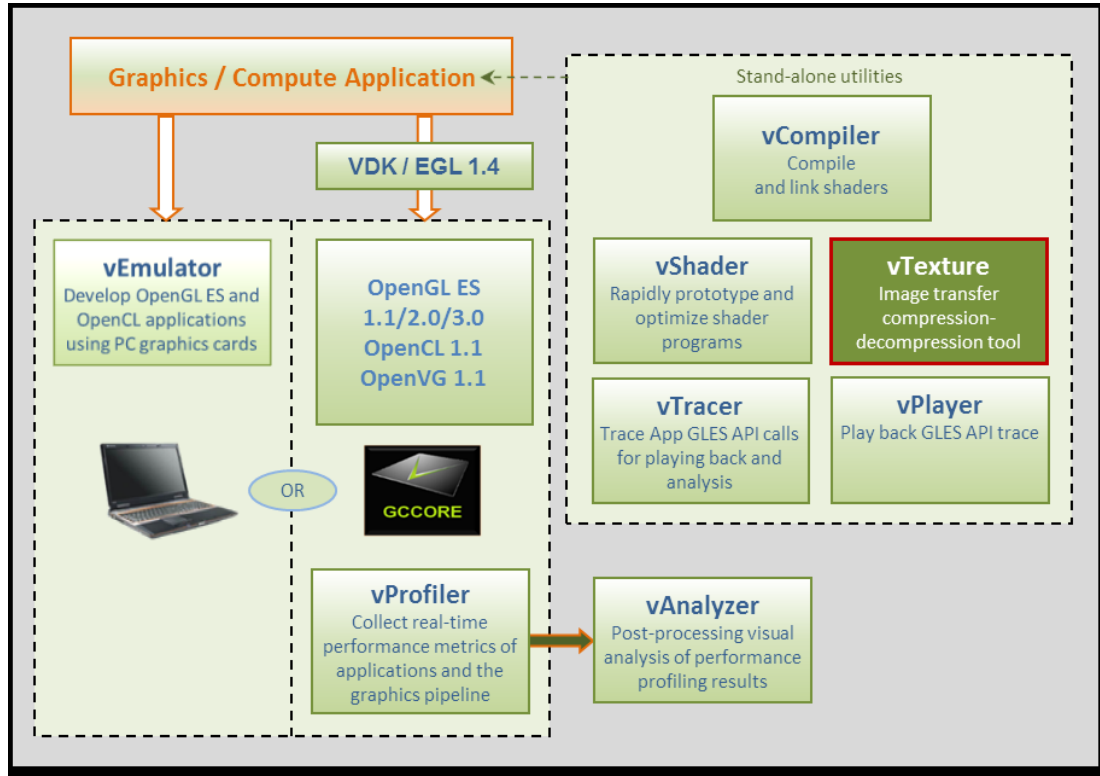 Graphics / Compute Application
Stand-alone utilities
vCompiler
Compile
and link shaders
VDK / EGL 1.4
vEmulator
Develop OpenGL ES and
OpenCL applications
using PC graphics cards
OpenGL ES
1.1/2.0/3.0
OpenCL 1.1
OpenVG 1.1
vShader
Rapidly prototype and
optimize shader
programs
vTexture
Image transfer
compression-
decompression tool
vTracer
Trace App GLES API calls
for playing back and
analysis
vPlayer
Play back GLES API trace
OR
GCCORE
vProfiler
Collect real-time
performance metrics of
applications and the
graphics pipeline
vAnalyzer
Post-processing visual
analysis of performance
profiling results